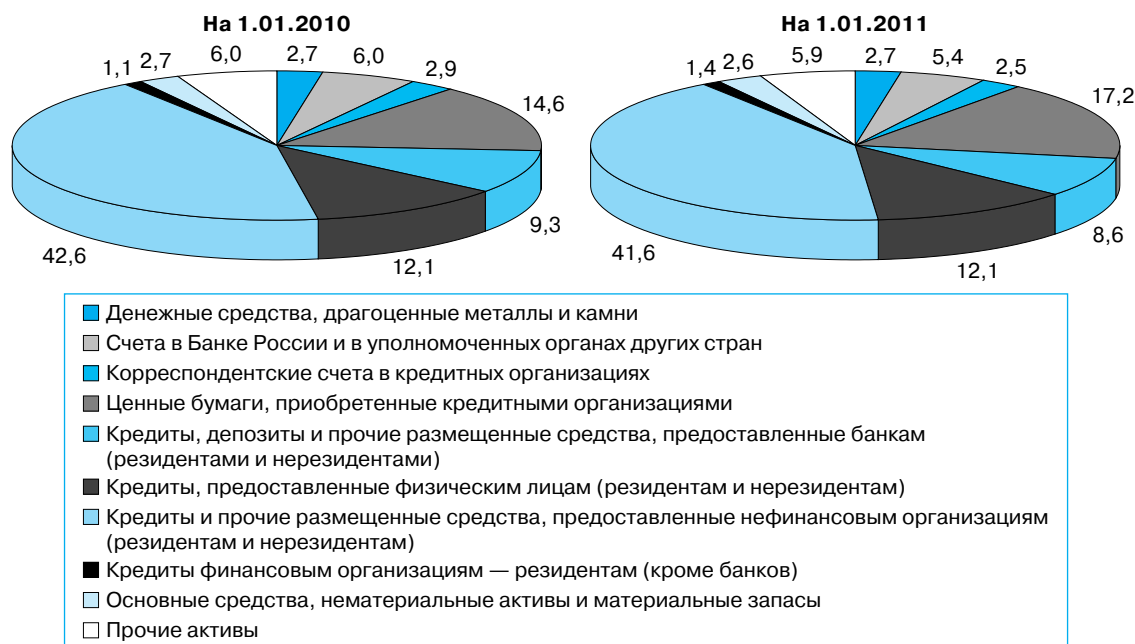 На 1.01.2010
1,1 2,7 6,0 2,7 6,0 2,9
14,6
9,3
12,1
42,6
На 1.01.2011
1,4 2,6 5,9 2,7 5,4 2,5
17,2
8,6
12,1
41,6
Денежные средства, драгоценные металлы и камни
Счета в Банке России и в уполномоченных органах других стран
Корреспондентские счета в кредитных организациях
Ценные бумаги, приобретенные кредитными организациями
Кредиты, депозиты и прочие размещенные средства, предоставленные банкам
(резидентами и нерезидентами)
Кредиты, предоставленные физическим лицам (резидентам и нерезидентам)
Кредиты и прочие размещенные средства, предоставленные нефинансовым организациям
(резидентам и нерезидентам)
Кредиты финансовым организациям — резидентам (кроме банков)
Основные средства, нематериальные активы и материальные запасы
Прочие активы